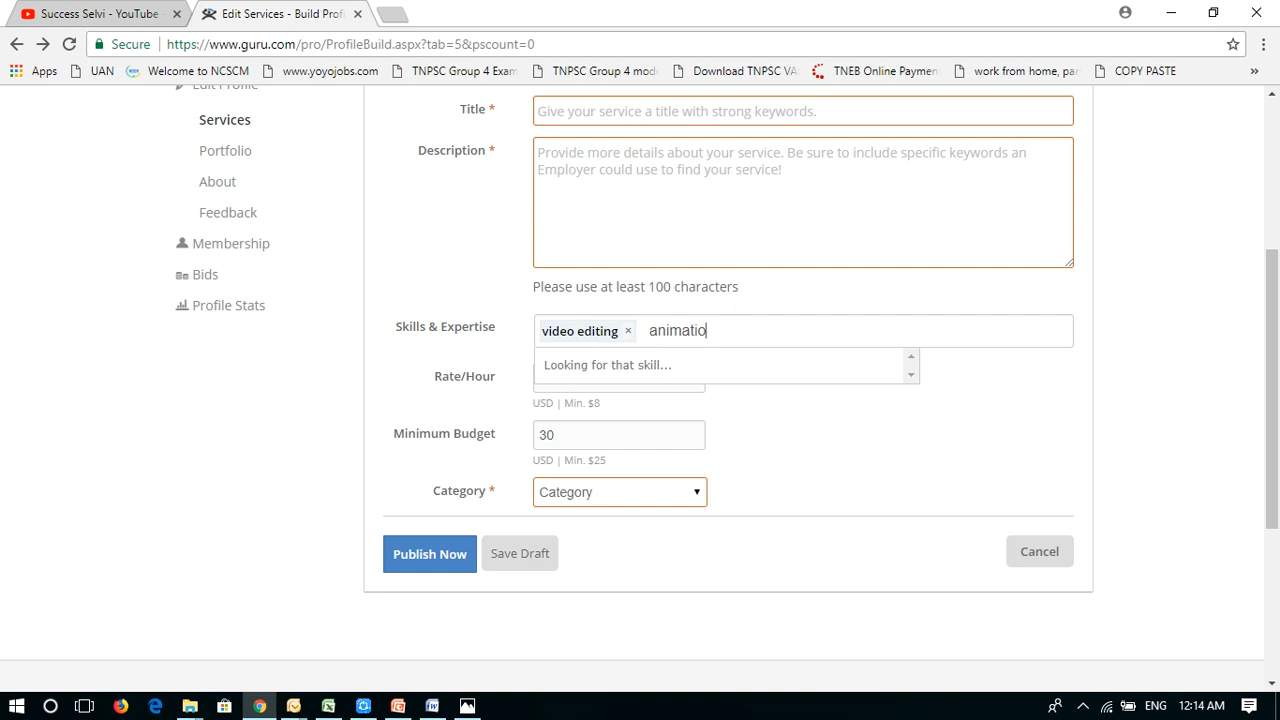 Success Selvi - YouTube
Edit Services - Build Profi
Secure
https://www.guru.com/pro/ProfileBuild.aspx?tab=5&pscount=0
Apps
UAN
Welcome to NCSCM
www.yoyojobs.com
TNPSC Group 4 Exam
TNPSC Group 4 mode
Download TNPSC VA
TNEB Online Paymen
work from home, par
COPY PASTE
»
Edit Profile
Services
Portfolio
About
Feedback
Membership
Bids
Profile Stats
Title *
Give your service a title with strong keywords.
Description *
Provide more details about your service. Be sure to include specific keywords an
Employer could use to find your service!
Please use at least 100 characters
Skills & Expertise
video editing ×
animatio
Looking for that skill...
Rate/Hour
USD | Min. $8
Minimum Budget
30
USD | Min. $25
Category *
Category
Publish Now
Save Draft
Cancel
ENG
12:14 AM